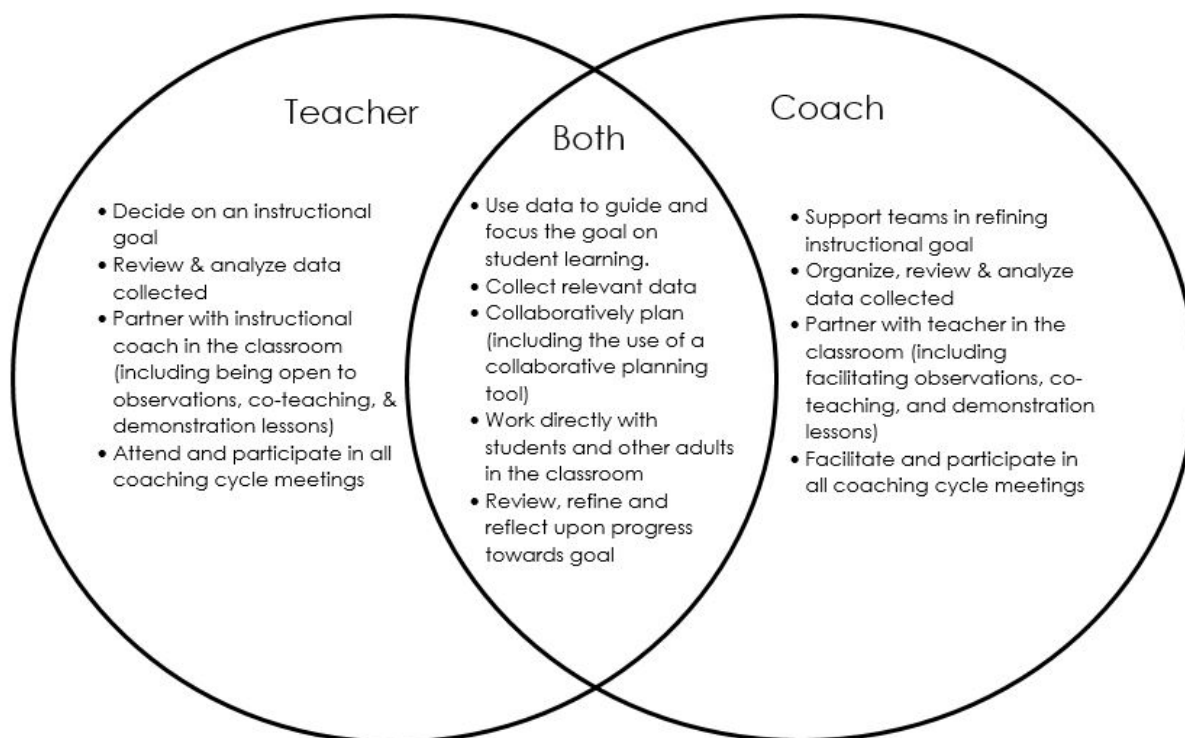 Teacher
• Decide on an instructional
goal
• Review & analyze data
collected
• Partner with instructional
coach in the classroom
(including being open to
observations, co-teaching, &
demonstration lessons)
• Attend and participate in all
coaching cycle meetings
Both
• Use data to guide and
focus the goal on
student learning.
• Collect relevant data
• Collaboratively plan
(including the use of a
collaborative planning
tool)
• Work directly with
students and other adults
in the classroom
• Review, refine and
reflect upon progress
towards goal
Coach
• Support teams in refining
instructional goal
• Organize, review & analyze
data collected
• Partner with teacher in the
classroom (including
facilitating observations, co-
teaching, and demonstration
lessons)
• Facilitate and participate in
all coaching cycle meetings